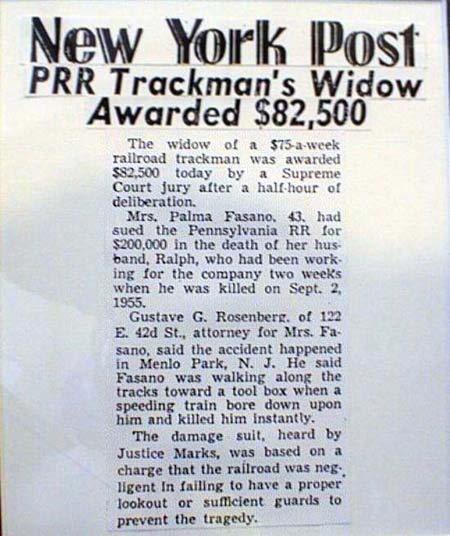 New York Post
PRR Trackman's Widow
Awarded $82,500
The widow of a $75-a-week
railroad trackman was awarded
$82,500 today by a Supreme
Court jury after a half-hour of
deliberation.
Mrs. Palma Fasano, 43, had
sued the Pennsylvania RR for
$200,000 in the death of her hus-
band, Ralph, who had been work-
ing for the company two weeks
when he was killed on Sept. 2,
1955.
Gustave G. Rosenberg, of 122
E. 42d St., attorney for Mrs. Fa-
sano, said the accident happened
in Menlo Park, N. J. He said
Fasano was walking along the
tracks toward a tool box when a
speeding train bore down upon
him and killed him instantly.
The damage suit, heard by
Justice Marks, was based on a
charge that the railroad was neg-
ligent in failing to have a proper
lookout or sufficient guards to
prevent the tragedy.